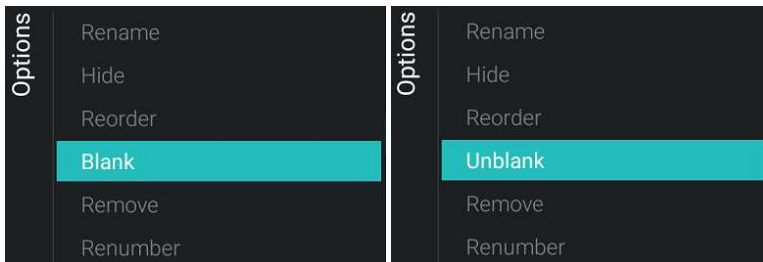 Options
Rename
Hide
Reorder
Blank
Remove
Renumber
Options
Rename
Hide
Reorder
Unblank
Remove
Renumber